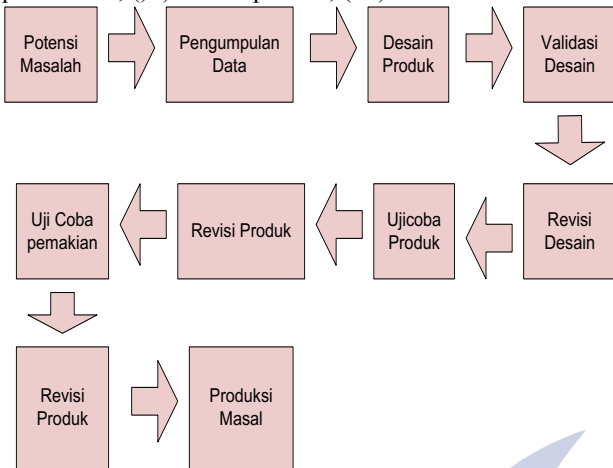 Potensi
Masalah
Pengumpulan
Data
Desain
Produk
Validasi
Desain
Revisi
Desain
Ujicoba
Produk
Revisi Produk
Uji Coba
pemakian
Revisi
Produk
Produksi
Masal